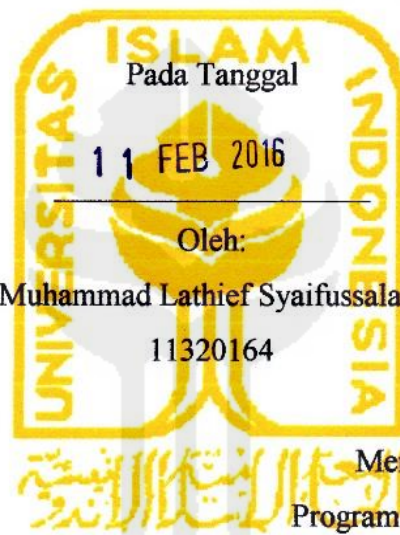 UNIVERSITAS ISLAM INDONESIA
Pada Tanggal
11 FEB 2016
Oleh:
Muhammad Lathief Syaifussala
11320164
Program